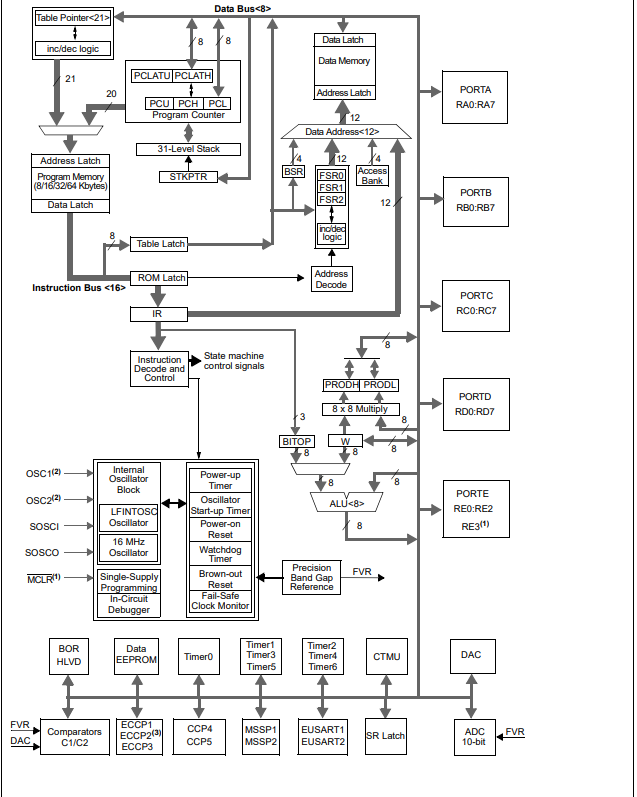 Data Bus<8>
Table Pointer<21>
inc/dec logic
21
20
8
8
PCLATU PCLATH
PCU PCH PCL
Program Counter
31-Level Stack
STKPTR
Data Latch
Data Memory
Address Latch
12
Data Address<12>
4
12
4
BSR
FSR0
FSR1
FSR2
inc/dec
logic
Access
Bank
12
Address
Decode
Address Latch
Program Memory
(8/16/32/64 Kbytes)
Data Latch
8
Table Latch
ROM Latch
Instruction Bus <16>
IR
Instruction
Decode and
Control
State machine
control signals
8
PRODH PRODL
8 x 8 Multiply
3
8
BITOP
W
8
8
8
8
8
ALU<8>
8
PORTA
RA0:RA7
PORTB
RB0:RB7
PORTC
RC0:RC7
PORTD
RD0:RD7
PORTE
RE0:RE2
RE3(1)
OSC1(2)
OSC2(2)
SOSCI
SOSCO
MCLR(1)
Internal
Oscillator
Block
LFINTOSC
Oscillator
16 MHz
Oscillator
Single-Supply
Programming
In-Circuit
Debugger
Power-up
Timer
Oscillator
Start-up Timer
Power-on
Reset
Watchdog
Timer
Brown-out
Reset
Fail-Safe
Clock Monitor
Precision
Band Gap
Reference
FVR
BOR
HLVD
Data
EEPROM
Timer0
Timer1
Timer3
Timer5
Timer2
Timer4
Timer6
CTMU
DAC
FVR
DAC
Comparators
C1/C2
ECCP1
ECCP2(3)
ECCP3
CCP4
CCP5
MSSP1
MSSP2
EUSART1
EUSART2
SR Latch
ADC
10-bit
FVR